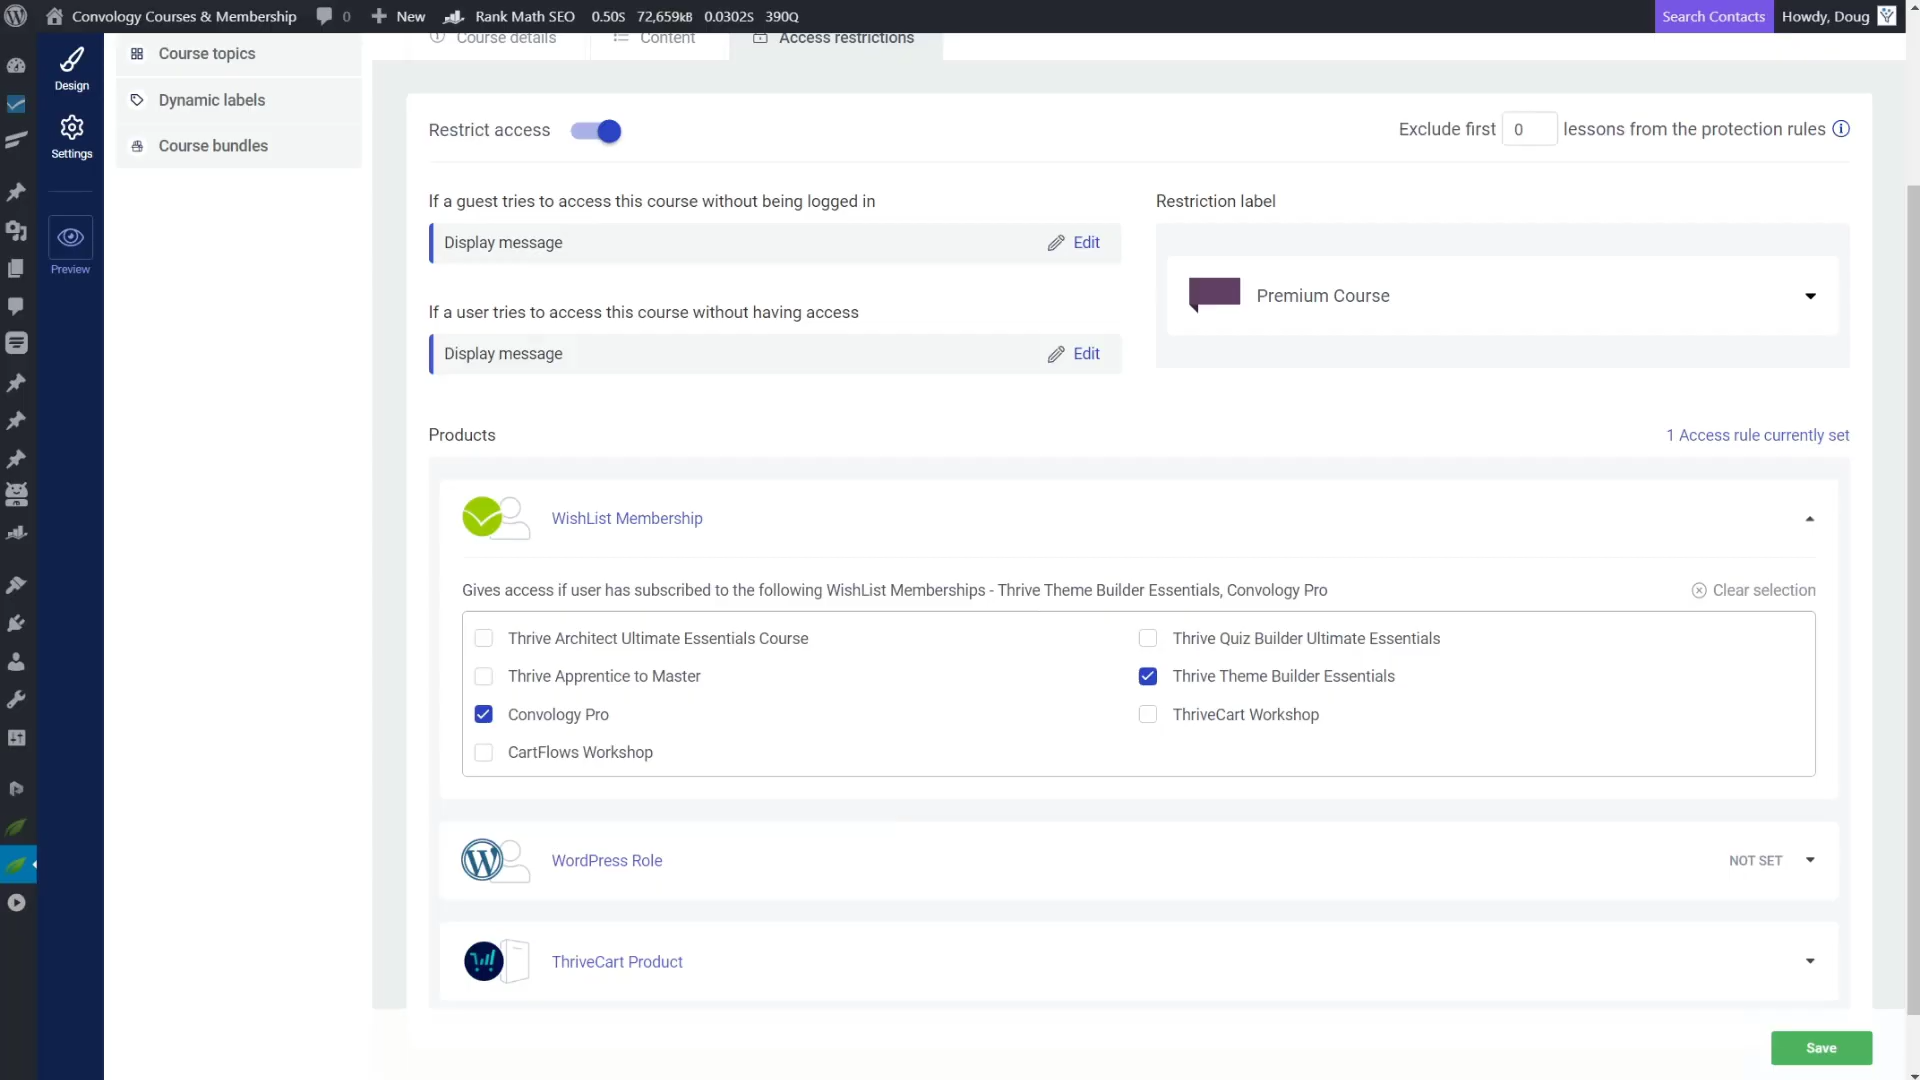 Convology Courses & Membership 0 New Rank Math SEO 0.50S 72,659KB 0.0302S 390Q Search Contacts Howdy, Doug
Course details Content Access restrictions
Design
Settings
Preview
Course topics
Dynamic labels
Course bundles
Restrict access
Exclude first 0 lessons from the protection rules
If a guest tries to access this course without being logged in
Display message Edit
If a user tries to access this course without having access
Display message Edit
Restriction label
Premium Course
Products
1 Access rule currently set
WishList Membership
Gives access if user has subscribed to the following WishList Memberships - Thrive Theme Builder Essentials, Convology Pro
Clear selection
Thrive Architect Ultimate Essentials Course
Thrive Quiz Builder Ultimate Essentials
Thrive Apprentice to Master
Thrive Theme Builder Essentials
Convology Pro
ThriveCart Workshop
CartFlows Workshop
WordPress Role
NOT SET
ThriveCart Product
Save